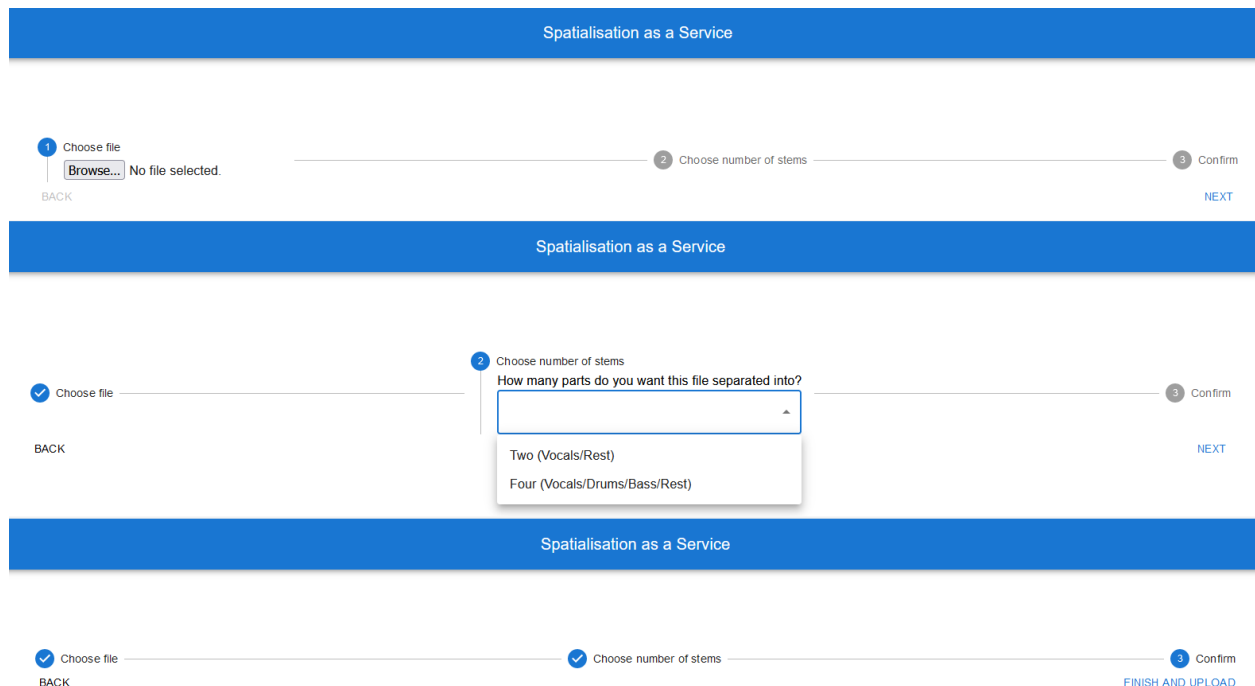 Spatialisation as a Service
1 Choose file
Browse... No file selected.
2 Choose number of stems
3 Confirm
BACK
NEXT
Spatialisation as a Service
Choose file
2 Choose number of stems
How many parts do you want this file separated into?
3 Confirm
Two (Vocals/Rest)
Four (Vocals/Drums/Bass/Rest)
BACK
NEXT
Spatialisation as a Service
Choose file
Choose number of stems
3 Confirm
BACK
FINISH AND UPLOAD